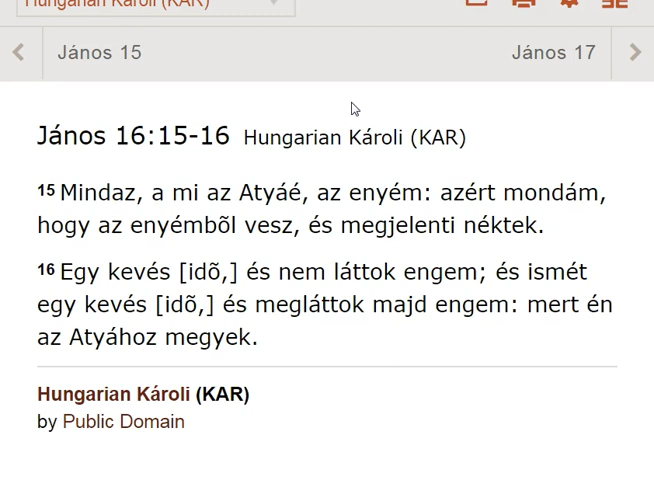 Hungarian Károli (KAR)
János 15
János 17
János 16:15-16 Hungarian Károli (KAR)
15 Mindaz, a mi az Atyáé, az enyém: azért mondám,
hogy az enyémbõl vesz, és megjelenti néktek.
16 Egy kevés [idõ,] és nem láttok engem; és ismét
egy kevés [idõ,] és megláttok majd engem: mert én
az Atyához megyek.
Hungarian Károli (KAR)
by Public Domain